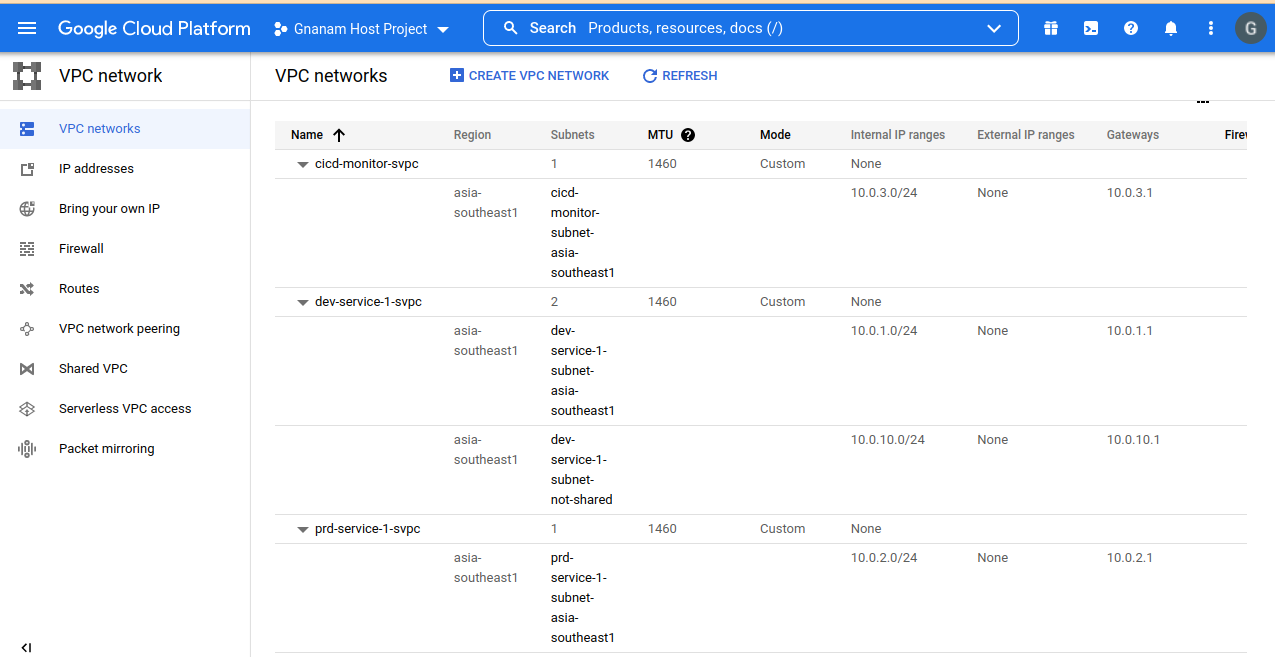 Google Cloud Platform Gnanam Host Project Search Products, resources, docs (/) G
VPC network
VPC networks
IP addresses
Bring your own IP
Firewall
Routes
VPC network peering
Shared VPC
Serverless VPC access
Packet mirroring
VPC networks CREATE VPC NETWORK REFRESH
Name Region Subnets MTU Mode Internal IP ranges External IP ranges Gateways Firew
cicd-monitor-svpc 1 1460 Custom None
asia- cicd- 10.0.3.0/24 None 10.0.3.1
southeast1 monitor-
subnet-
asia-
southeast1
dev-service-1-svpc 2 1460 Custom None
asia- dev- 10.0.1.0/24 None 10.0.1.1
southeast1 service-1-
subnet-
asia-
southeast1
asia- dev- 10.0.10.0/24 None 10.0.10.1
southeast1 service-1-
subnet-
not-shared
prd-service-1-svpc 1 1460 Custom None
asia- prd- 10.0.2.0/24 None 10.0.2.1
southeast1 service-1-
subnet-
asia-
southeast1